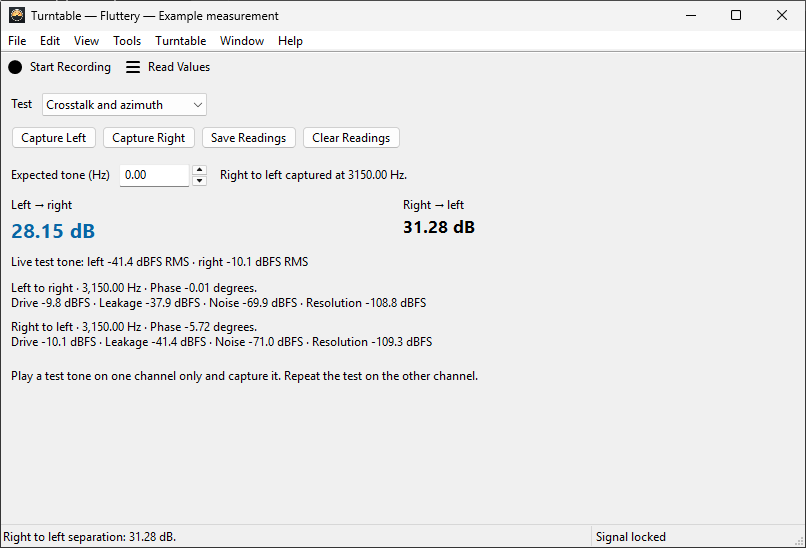 Turntable — Fluttery — Example measurement
File Edit View Tools Turntable Window Help
Start Recording Read Values
Test Crosstalk and azimuth
Capture Left Capture Right Save Readings Clear Readings
Expected tone (Hz) 0.00 Right to left captured at 3150.00 Hz.
Left → right Right → left
28.15 dB 31.28 dB
Live test tone: left -41.4 dBFS RMS · right -10.1 dBFS RMS
Left to right · 3,150.00 Hz · Phase -0.01 degrees.
Drive -9.8 dBFS · Leakage -37.9 dBFS · Noise -69.9 dBFS · Resolution -108.8 dBFS
Right to left · 3,150.00 Hz · Phase -5.72 degrees.
Drive -10.1 dBFS · Leakage -41.4 dBFS · Noise -71.0 dBFS · Resolution -109.3 dBFS
Play a test tone on one channel only and capture it. Repeat the test on the other channel.
Right to left separation: 31.28 dB. Signal locked